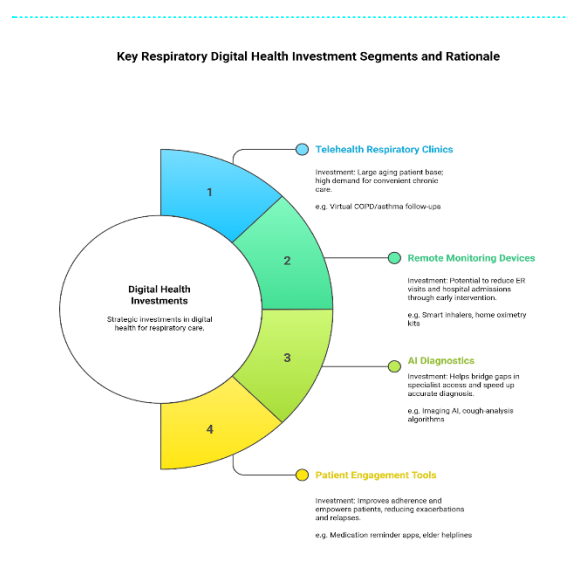 Key Respiratory Digital Health Investment Segments and Rationale
1
Telehealth Respiratory Clinics
Investment: Large aging patient base;
high demand for convenient chronic
care.
e.g. Virtual COPD/asthma follow-ups
2
Remote Monitoring Devices
Investment: Potential to reduce ER
visits and hospital admissions
through early intervention.
e.g. Smart inhalers, home oximetry
kits
Digital Health
Investments
Strategic investments in digital
health for respiratory care.
3
AI Diagnostics
Investment: Helps bridge gaps in
specialist access and speed up
accurate diagnosis.
e.g. Imaging AI, cough-analysis
algorithms
4
Patient Engagement Tools
Investment: Improves adherence and
empowers patients, reducing exacerbations
and relapses.
e.g. Medication reminder apps, elder helplines